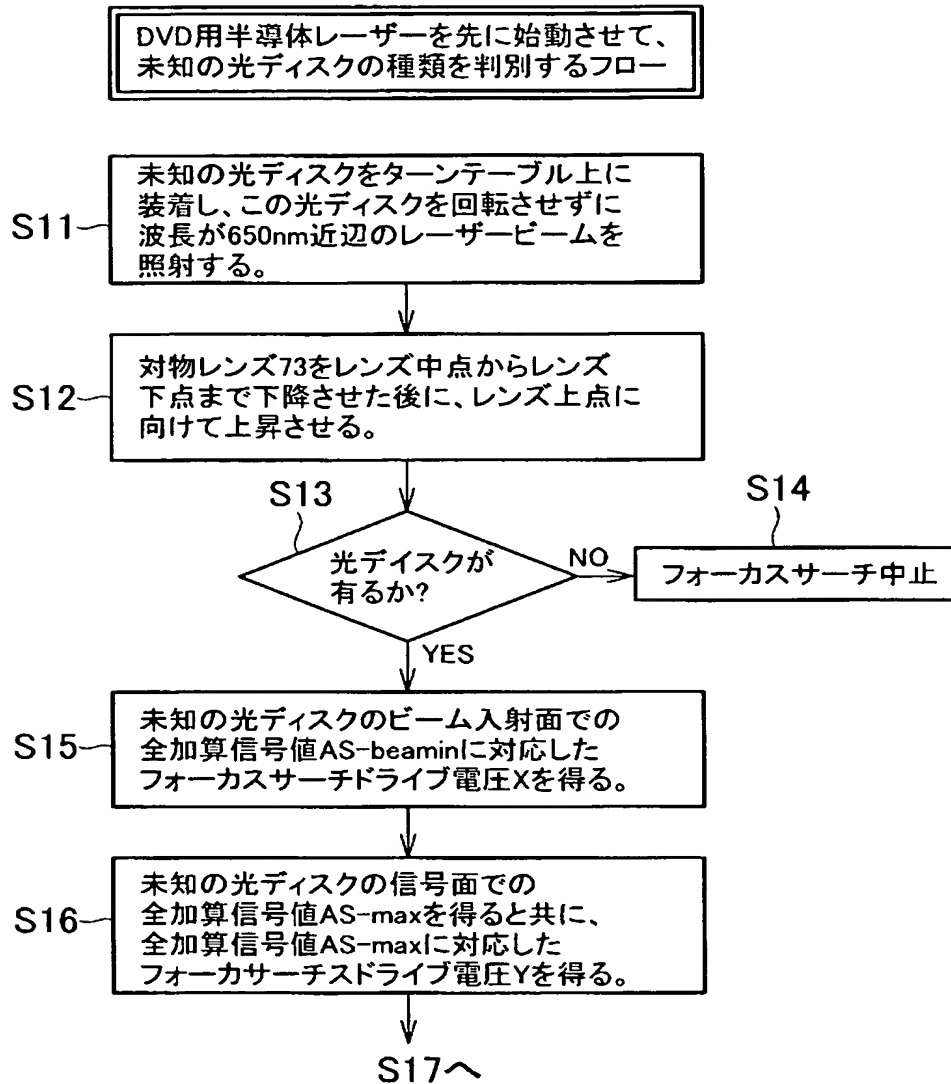 DVD用半導体レーザーを先に始動させて、
未知の光ディスクの種類を判別するフロー
S11
未知の光ディスクをターンテーブル上に
装着し、この光ディスクを回転させずに
波長が650nm近辺のレーザービームを
照射する。
S12
対物レンズ73をレンズ中点からレンズ
下点まで下降させた後に、レンズ上点に
向けて上昇させる。
S13
光デイスクが
有るか?
NO
S14
フォーカスサーチ中止
YES
S15
未知の光ディスクのビーム入射面での
全加算信号値AS-beaminに対応した
フォーカスサーチドライブ電圧Xを得る。
S16
未知の光ディスクの信号面での
全加算信号値AS-maxを得ると共に、
全加算信号値AS-maxに対応した
フォーカサーチスドライブ電圧Yを得る。
S17へ